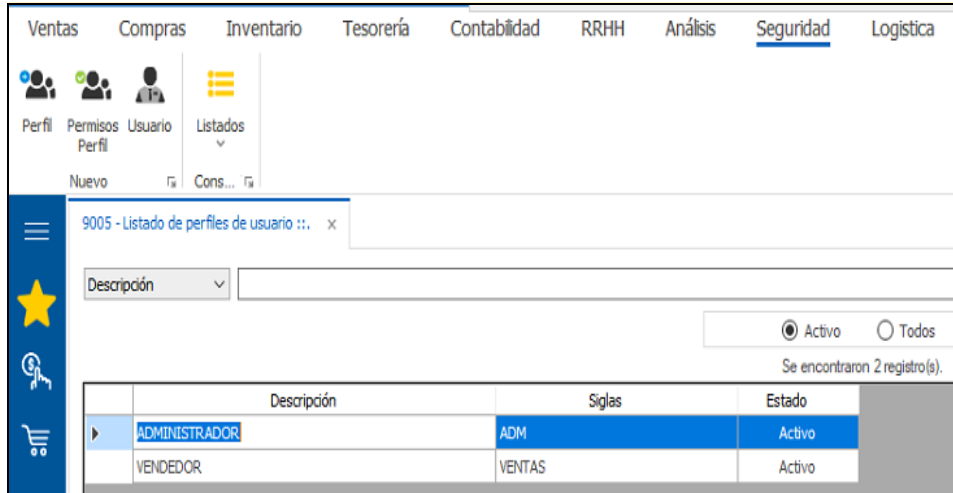 Ventas Compras Inventario Tesorería Contabilidad RRHH Análisis Seguridad Logistica
Perfil Permisos Perfil Usuario Listados
Nuevo Cons...
9005 - Listado de perfiles de usuario ::. ×
Descripción
Activo Todos
Se encontraron 2 registro(s).
Descripción Siglas Estado
ADMINISTRADOR ADM Activo
VENDEDOR VENTAS Activo